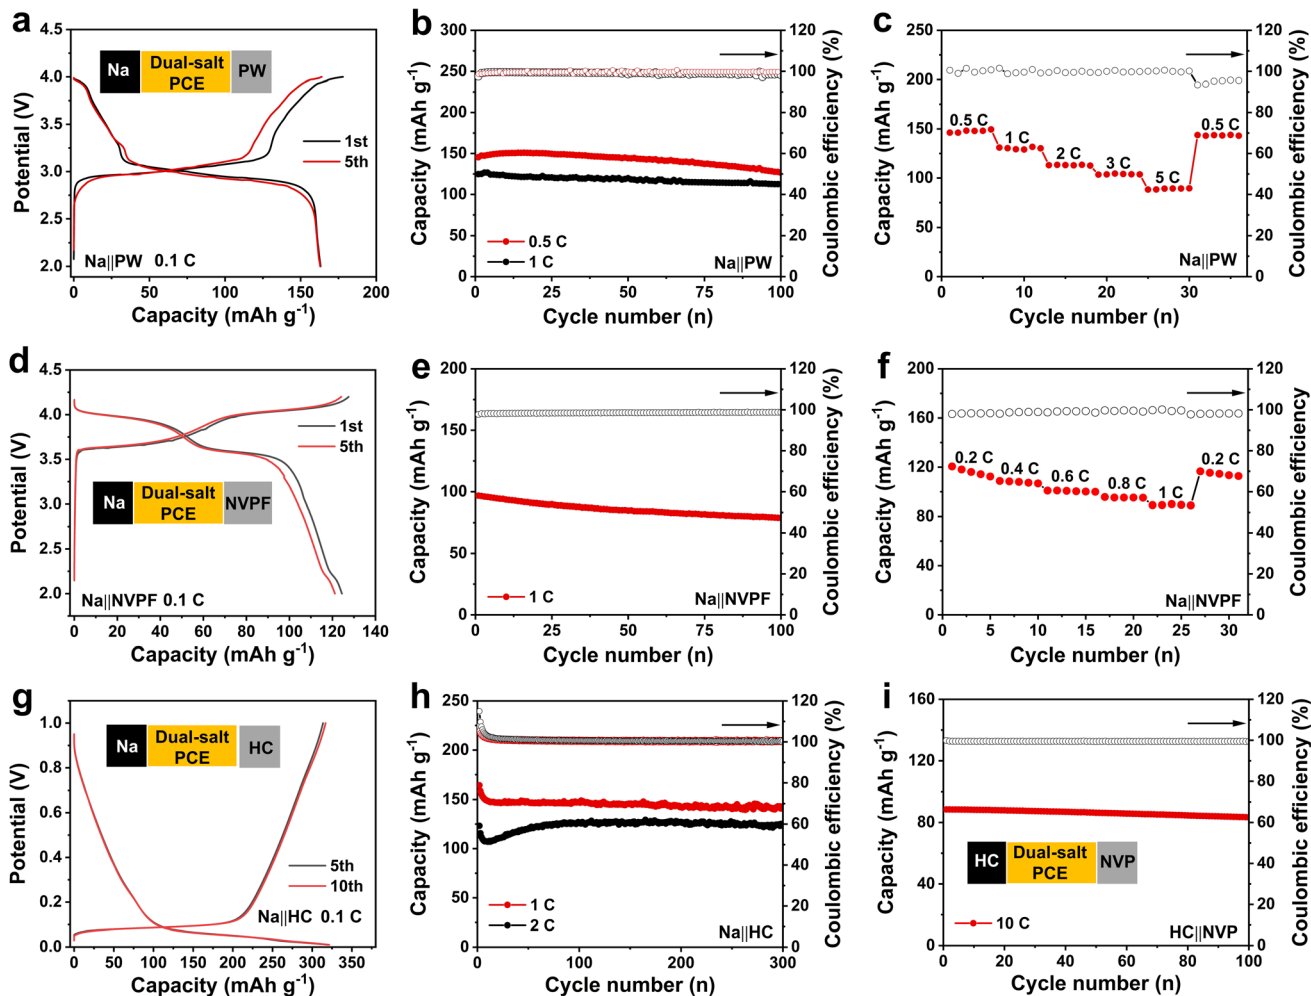 a
4.5
4.0
3.5
3.0
2.5
2.0
Potential (V)
Na
Dual-salt
PCE
PW
1st
5th
Na||PW 0.1 C
0 50 100 150 200
Capacity (mAh g-1)
b
300
250
200
150
100
50
0
Capacity (mAh g-1)
0.5 C
1 C
Na||PW
120
100
80
60
40
20
0
Coulombic efficiency (%)
0 25 50 75 100
Cycle number (n)
c
250
200
150
100
50
0
Capacity (mAh g-1)
0.5 C
1 C
2 C
3 C
5 C
0.5 C
Na||PW
120
100
80
60
40
20
0
Coulombic efficiency (%)
0 10 20 30
Cycle number (n)
d
4.5
4.0
3.5
3.0
2.5
2.0
Potential (V)
1st
5th
Na
Dual-salt
PCE
NVPF
Na||NVPF 0.1 C
0 20 40 60 80 100 120 140
Capacity (mAh g-1)
e
200
175
150
125
100
75
50
25
0
Capacity (mAh g-1)
1 C
Na||NVPF
120
100
80
60
40
20
0
Coulombic efficiency (%)
0 25 50 75 100
Cycle number (n)
f
200
160
120
80
40
0
Capacity (mAh g-1)
0.2 C
0.4 C
0.6 C
0.8 C
1 C
0.2 C
Na||NVPF
120
100
80
60
40
20
0
Coulombic efficiency
0 5 10 15 20 25 30
Cycle number (n)
g
1.0
0.8
0.6
0.4
0.2
0.0
Potential (V)
Na
Dual-salt
PCE
HC
5th
10th
Na||HC 0.1 C
0 50 100 150 200 250 300 350
Capacity (mAh g-1)
h
250
200
150
100
50
0
Capacity (mAh g-1)
1 C
2 C
Na||HC
120
100
80
60
40
20
0
Coulombic efficiency (%)
0 100 200 300
Cycle number (n)
i
160
120
80
40
0
Capacity (mAh g-1)
HC
Dual-salt
PCE
NVP
10 C
HC||NVP
120
100
80
60
40
20
0
Coulombic efficiency (%)
0 20 40 60 80 100
Cycle number (n)